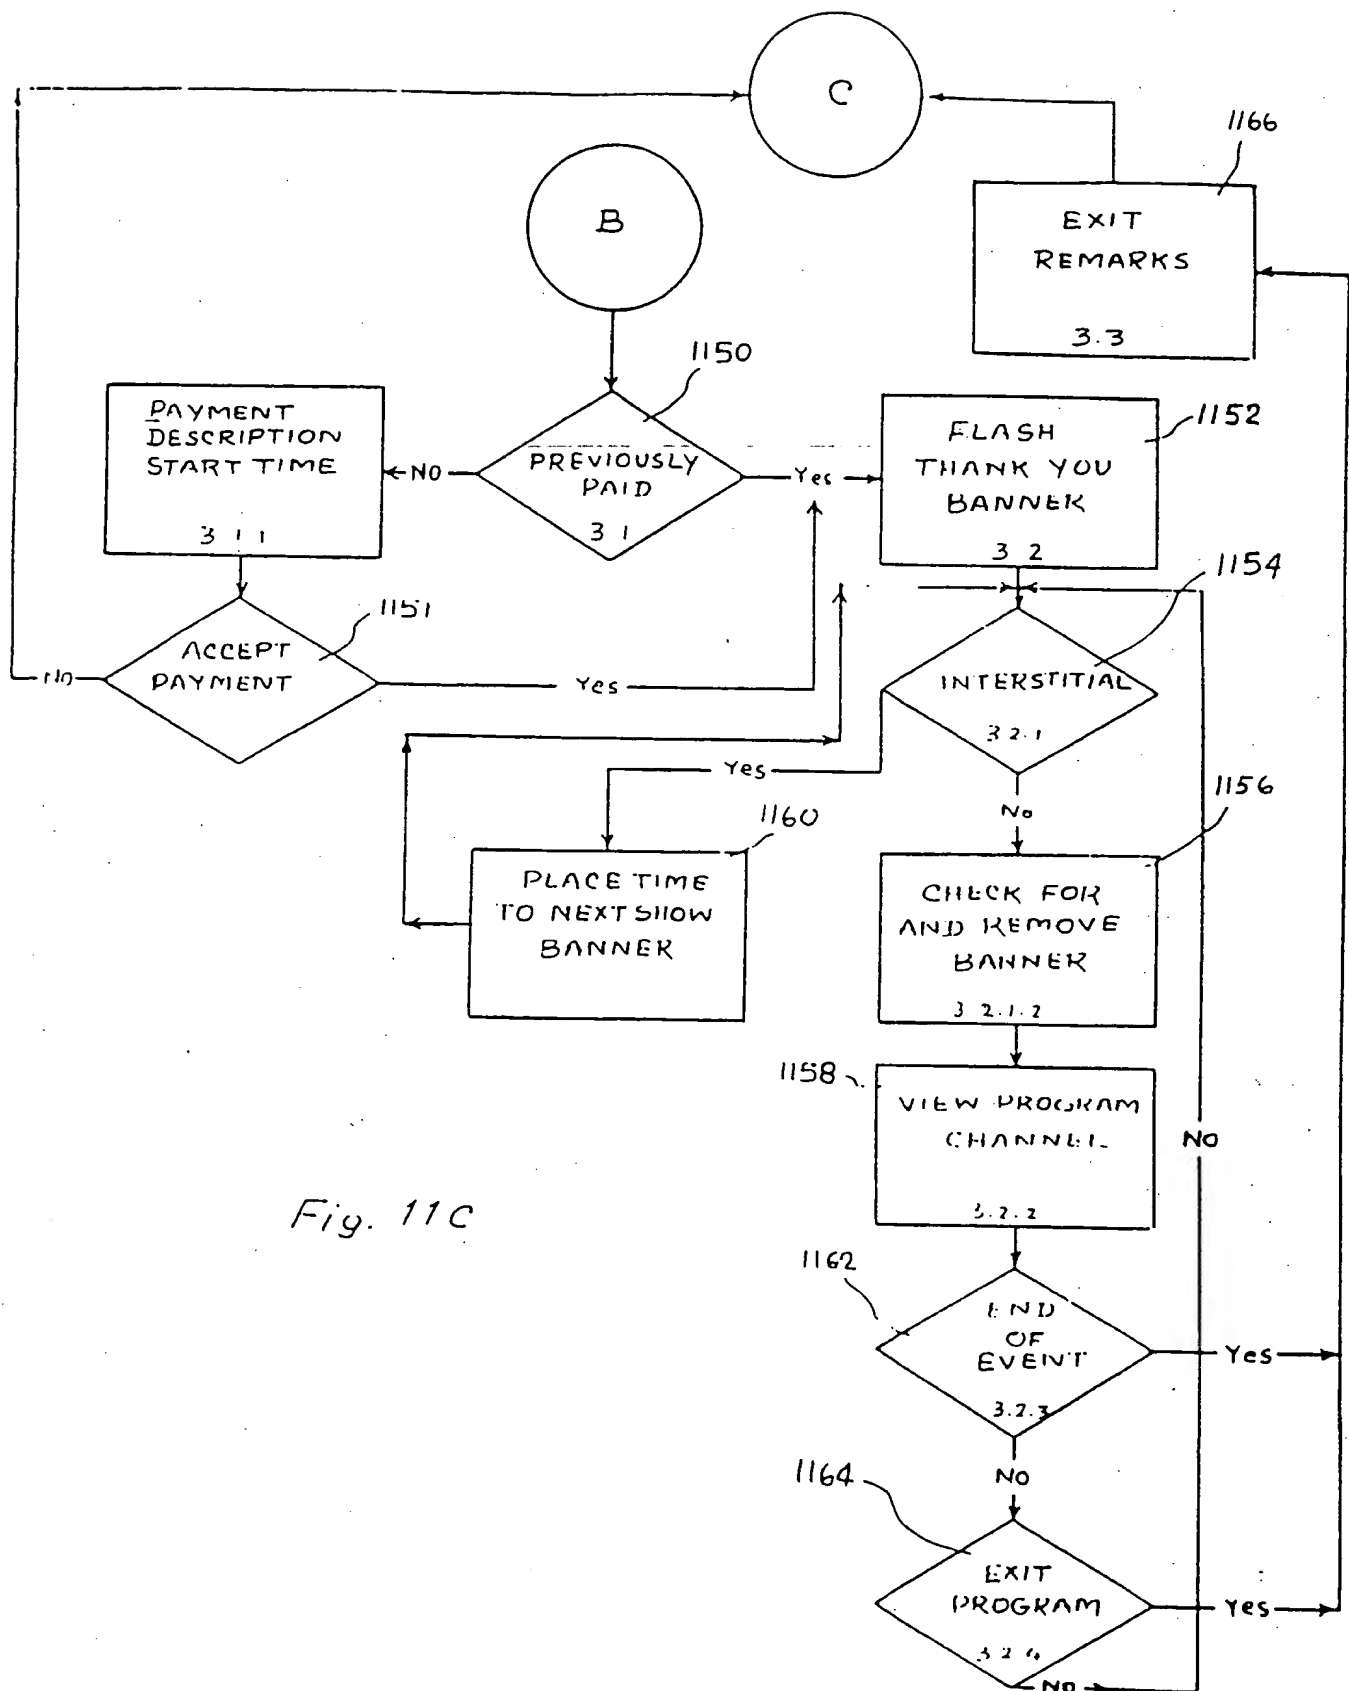 C
1166
EXIT
REMARKS
3.3
B
1150
PREVIOUSLY
PAID
3 1
PAYMENT
DESCRIPTION
START TIME
3 1 1
NO
Yes
1152
FLASH
THANK YOU
BANNER
3 2
1151
ACCEPT
PAYMENT
No
Yes
1154
INTERSTITIAL
3 2.1
Yes
No
1160
PLACE TIME
TO NEXT SHOW
BANNER
1156
CHECK FOR
AND REMOVE
BANNER
3 2.1.2
1158
VIEW PROGRAM
CHANNEL
3.2.2
NO
Fig. 11C
1162
END
OF
EVENT
3.2.3
Yes
NO
1164
EXIT
PROGRAM
3 2 4
Yes
NO